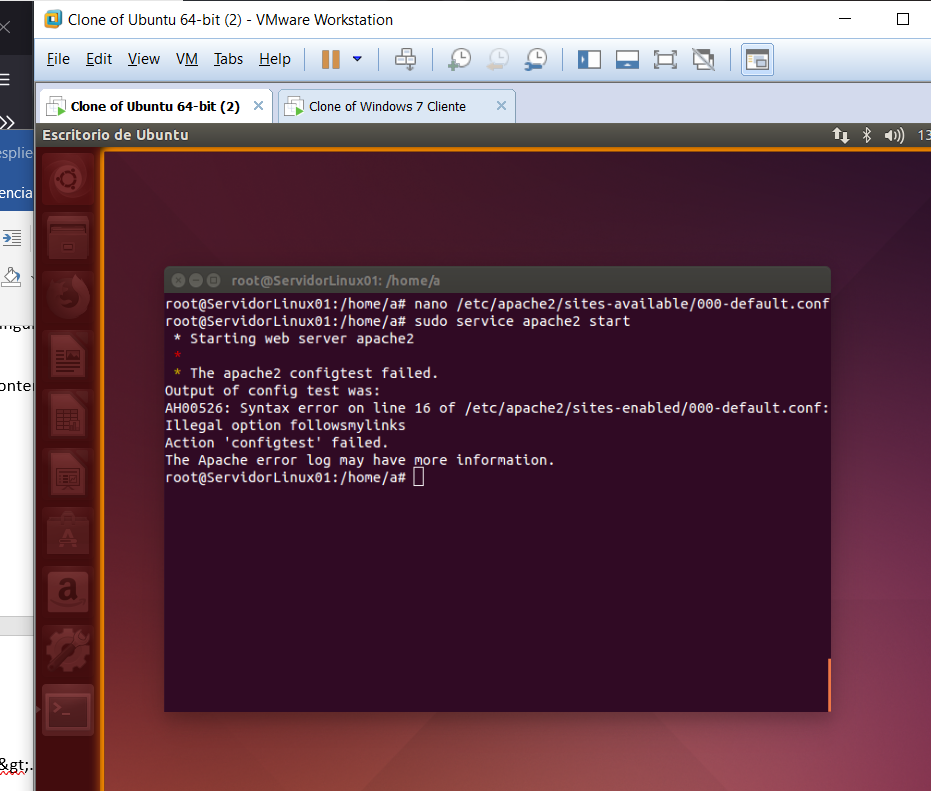 Clone of Ubuntu 64-bit (2) - VMware Workstation
File Edit View VM Tabs Help
Clone of Ubuntu 64-bit (2) Clone of Windows 7 Cliente
Escritorio de Ubuntu 13
esplie
encia
root@ServidorLinux01: /home/a
root@ServidorLinux01:/home/a# nano /etc/apache2/sites-available/000-default.conf
root@ServidorLinux01:/home/a# sudo service apache2 start
* Starting web server apache2
*
* The apache2 configtest failed.
Output of config test was:
AH00526: Syntax error on line 16 of /etc/apache2/sites-enabled/000-default.conf:
Illegal option followsmylinks
Action 'configtest' failed.
The Apache error log may have more information.
root@ServidorLinux01:/home/a#
onte
&gt;.